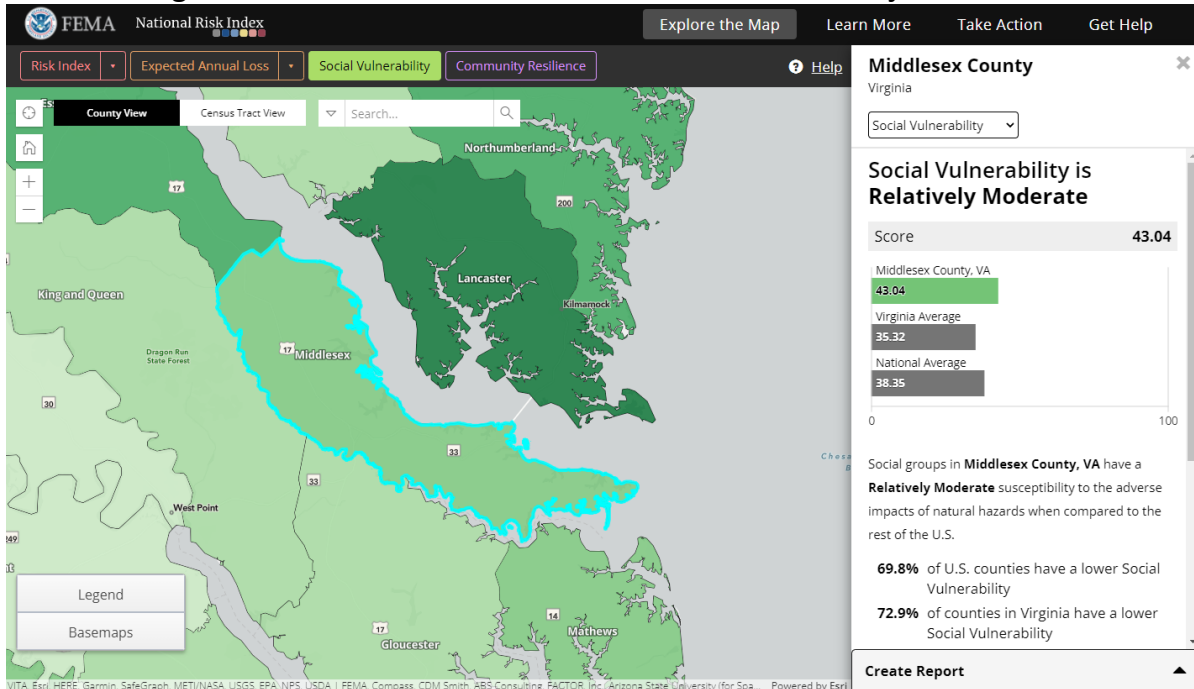 FEMA National Risk Index
Explore the Map Learn More Take Action Get Help
Risk Index Expected Annual Loss Social Vulnerability Community Resilience ? Help
County View Census Tract View Search...
Northumberland
17
200
Lancaster
King and Queen
Kilmarnock
Dragon Run
State Forest
17 Middlesex
30
33
33
West Point
249
14
Mathews
17
Gloucester
Legend
Basemaps
Powered by Esri
Middlesex County
Virginia
Social Vulnerability
Social Vulnerability is
Relatively Moderate
Score 43.04
Middlesex County, VA
43.04
Virginia Average
35.32
National Average
38.35
0 100
Social groups in Middlesex County, VA have a
Relatively Moderate susceptibility to the adverse
impacts of natural hazards when compared to the
rest of the U.S.
69.8% of U.S. counties have a lower Social
Vulnerability
72.9% of counties in Virginia have a lower
Social Vulnerability
Create Report